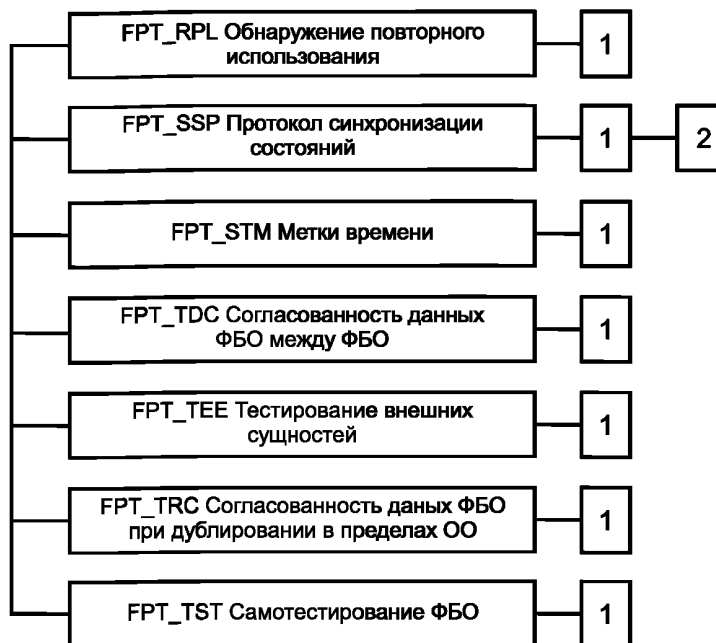 FPT_RPL Обнаружение повторного
использования
1
FPT_SSP Протокол синхронизации
состояний
1
2
FPT_STM Метки времени
1
FPT_TDC Согласованность данных
ФБО между ФБО
1
FPT_TEE Тестирование внешних
сущностей
1
FPT_TRC Согласованность даных ФБО
при дублировании в пределах ОО
1
FPT_TST Самотестирование ФБО
1